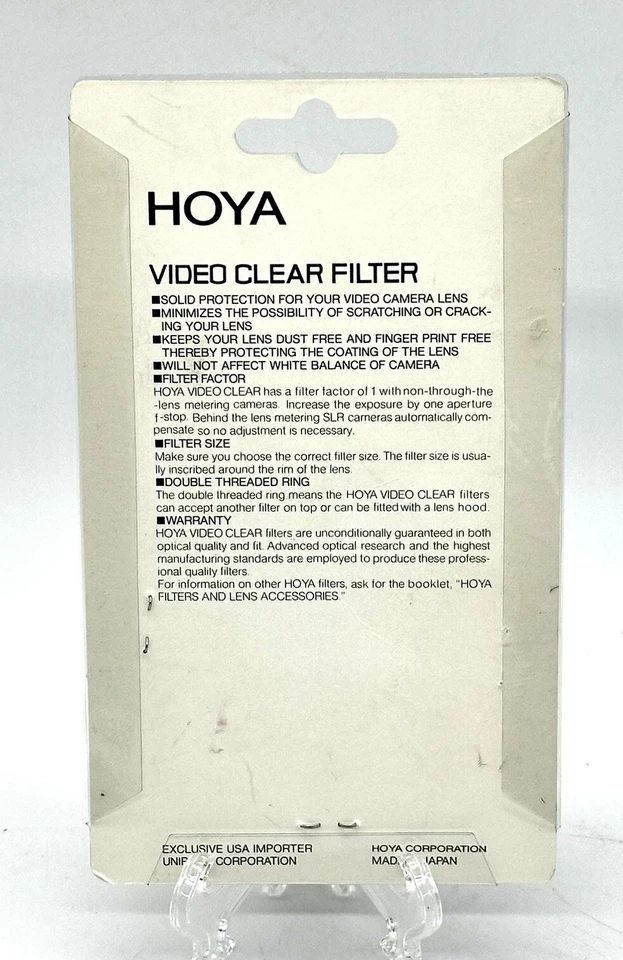 HOYA
VIDEO CLEAR FILTER
■SOLID PROTECTION FOR YOUR VIDEO CAMERA LENS
■MINIMIZES THE POSSIBILITY OF SCRATCHING OR CRACK-
ING YOUR LENS
■KEEPS YOUR LENS DUST FREE AND FINGER PRINT FREE
THEREBY PROTECTING THE COATING OF THE LENS
■WILL NOT AFFECT WHITE BALANCE OF CAMERA
■FILTER FACTOR
HOYA VIDEO CLEAR has a filter factor of 1 with non-through-the
-lens metering cameras. Increase the exposure by one aperture
f-stop. Behind the lens metering SLR cameras automatically com-
pensate so no adjustment is necessary.
■FILTER SIZE
Make sure you choose the correct filter size. The filter size is usua-
lly inscribed around the rim of the lens.
■DOUBLE THREADED RING
The double threaded ring means the HOYA VIDEO CLEAR filters
can accept another filter on top or can be fitted with a lens hood.
■WARRANTY
HOYA VIDEO CLEAR filters are unconditionally guaranteed in both
optical quality and fit. Advanced optical research and the highest
manufacturing standards are employed to produce these profess-
ional quality filters.
For information on other HOYA filters, ask for the booklet, "HOYA
FILTERS AND LENS ACCESSORIES."
EXCLUSIVE USA IMPORTER HOYA CORPORATION
CORPORATION JAPAN